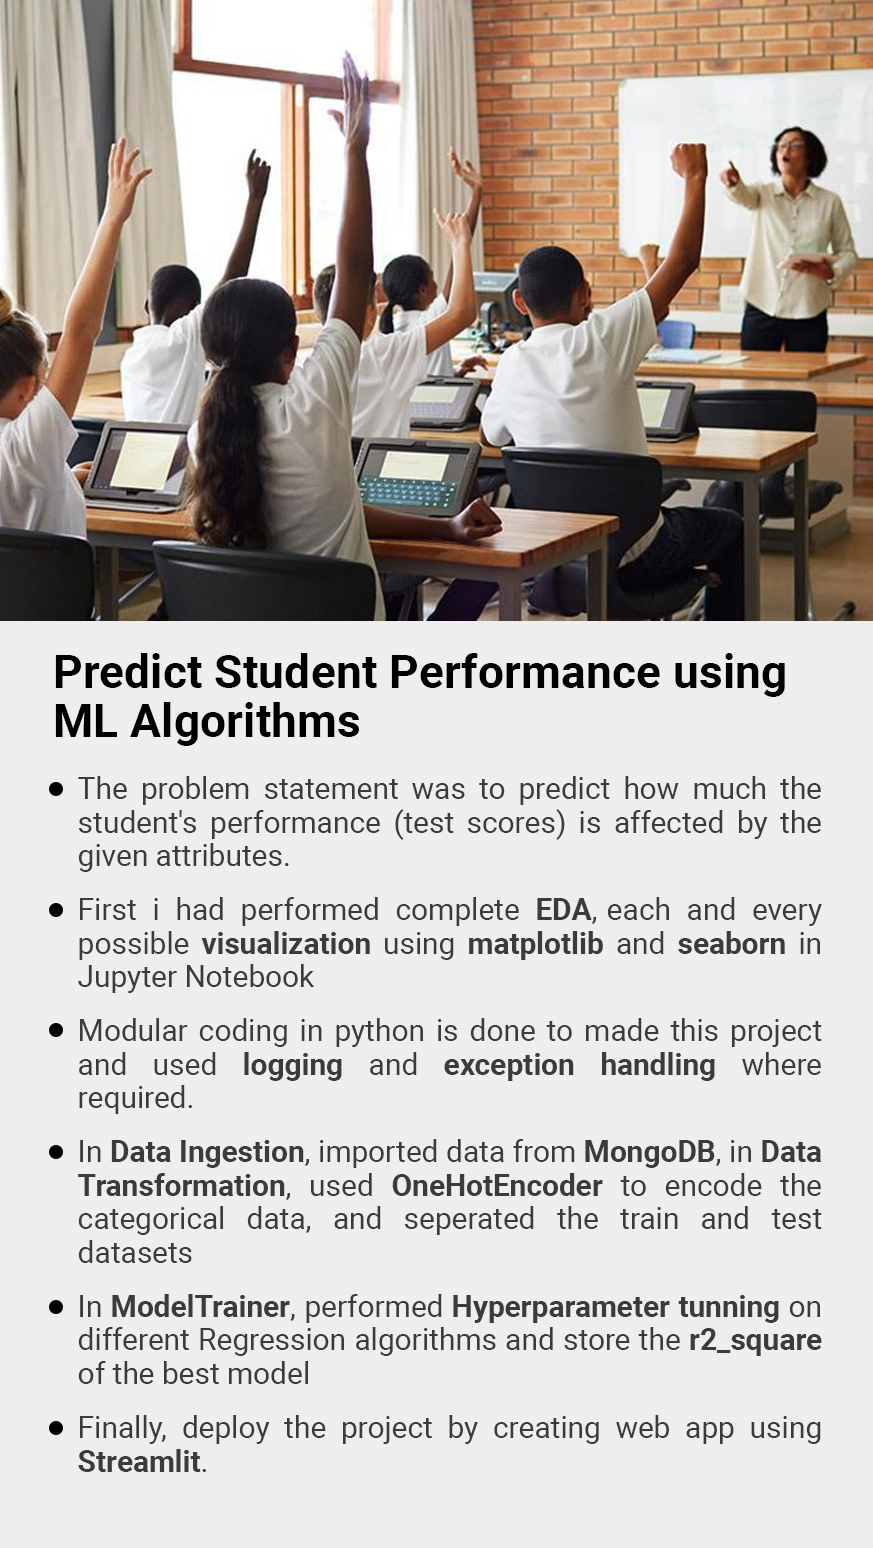 Predict Student Performance using
ML Algorithms
The problem statement was to predict how much the
student's performance (test scores) is affected by the
given attributes.
First i had performed complete EDA, each and every
possible visualization using matplotlib and seaborn in
Jupyter Notebook
Modular coding in python is done to made this project
and used logging and exception handling where
required.
In Data Ingestion, imported data from MongoDB, in Data
Transformation, used OneHotEncoder to encode the
categorical data, and seperated the train and test
datasets
In ModelTrainer, performed Hyperparameter tunning on
different Regression algorithms and store the r2_square
of the best model
Finally, deploy the project by creating web app using
Streamlit.